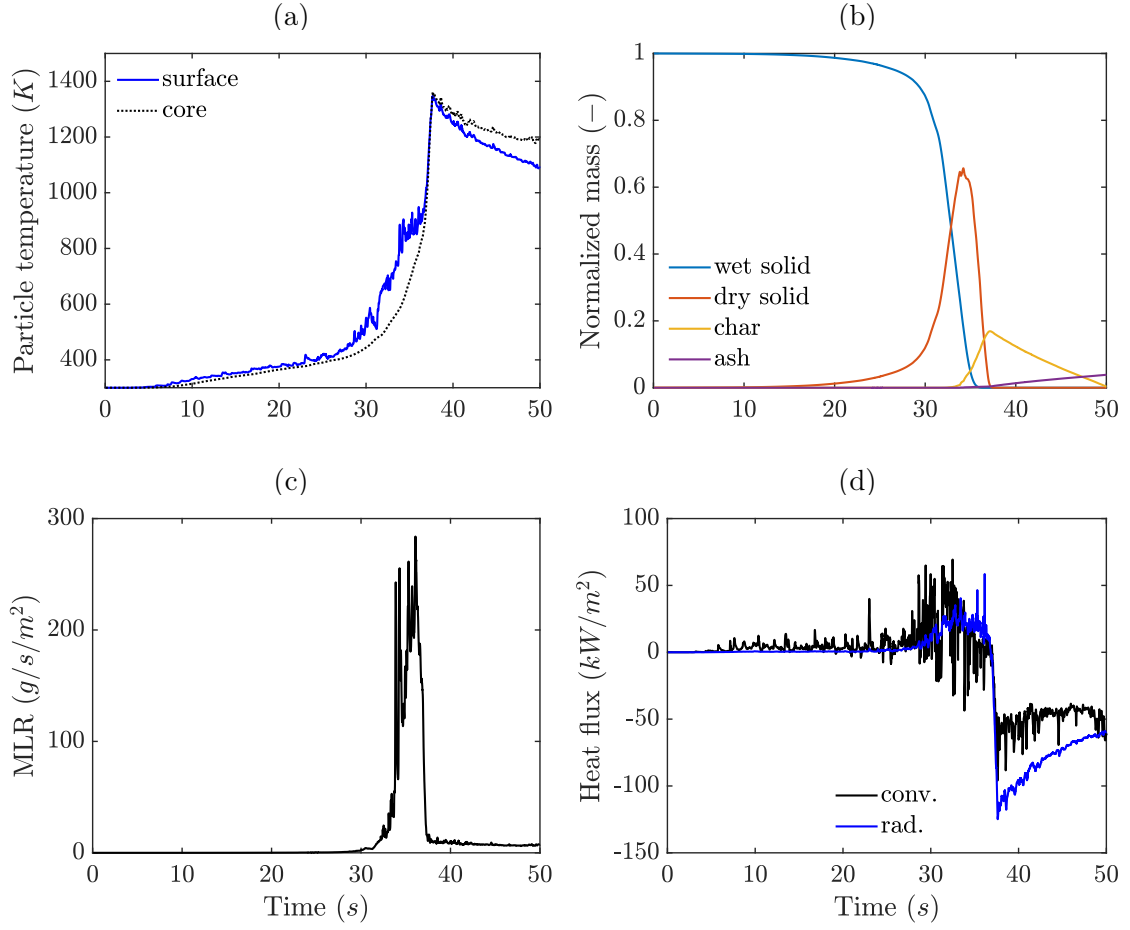 (a)
Particle temperature (K)
1400
1200
1000
800
600
400
surface
core
0 10 20 30 40 50
(b)
Normalized mass (−)
1
0.8
0.6
0.4
0.2
0
wet solid
dry solid
char
ash
0 10 20 30 40 50
(c)
MLR (g/s/m²)
300
200
100
0
0 10 20 30 40 50
Time (s)
(d)
Heat flux (kW/m²)
100
50
0
-50
-100
-150
conv.
rad.
0 10 20 30 40 50
Time (s)